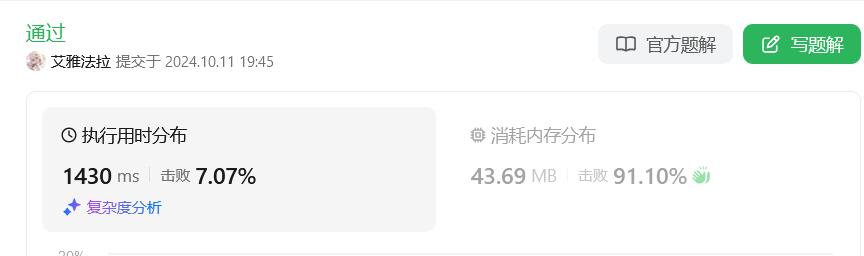 通过
艾雅法拉 提交于 2024.10.11 19:45
官方题解
写题解
执行用时分布
1430 ms 击败 7.07%
复杂度分析
消耗内存分布
43.69 MB 击败 91.10%
20%